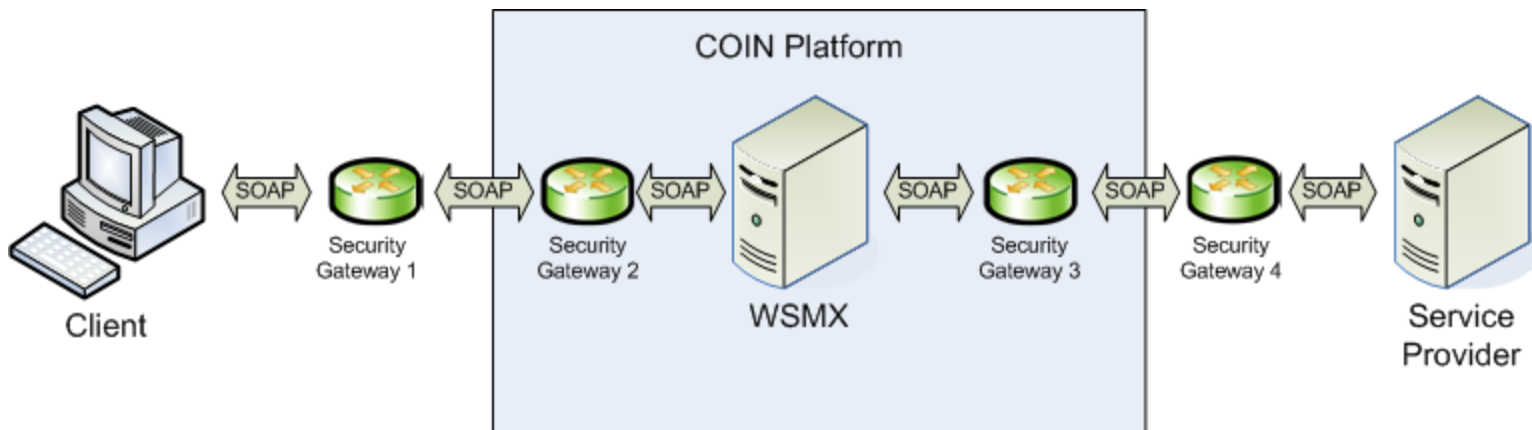 COIN Platform
SOAP
SOAP
SOAP
SOAP
SOAP
SOAP
Security
Gateway 1
Security
Gateway 2
Security
Gateway 3
Security
Gateway 4
Client
WSMX
Service
Provider